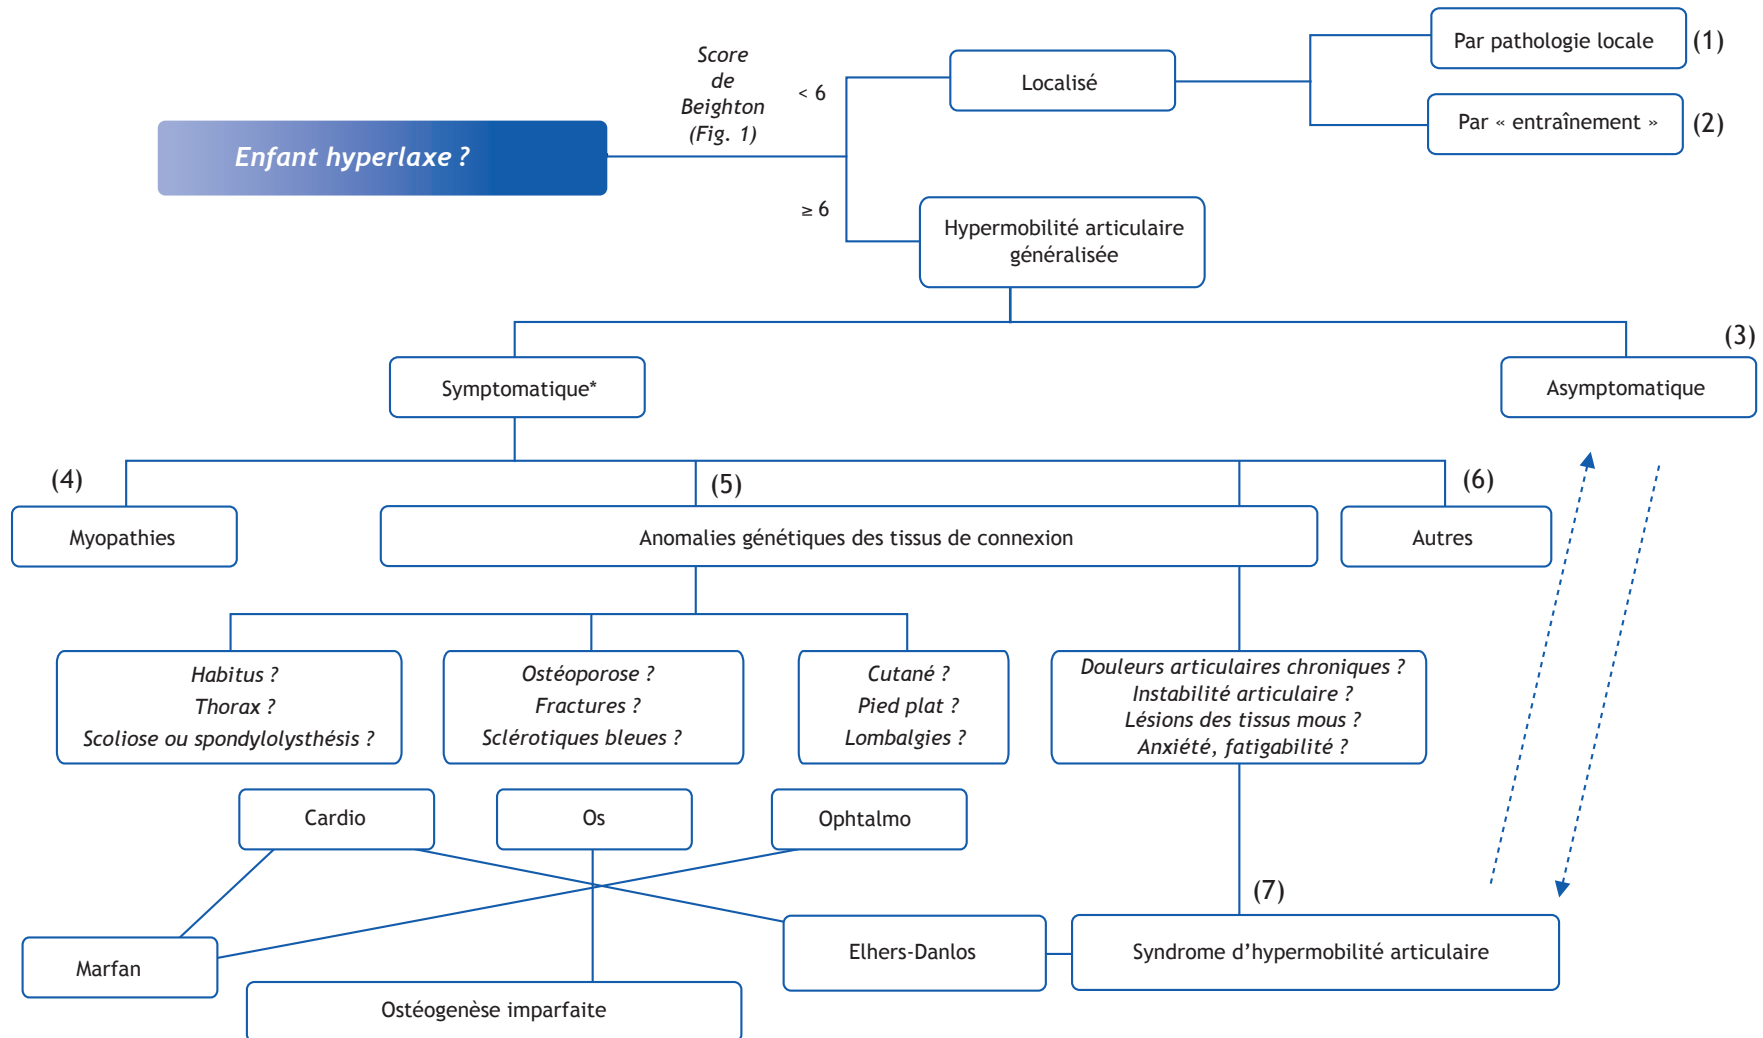 Score
de
Beighton
(Fig. 1)
Enfant hyperlaxe ?
< 6
≥ 6
Localisé
Par pathologie locale
(1)
Par « entraînement »
(2)
Hypermobilité articulaire
généralisée
Symptomatique*
(3)
Asymptomatique
(4)
Myopathies
(5)
Anomalies génétiques des tissus de connexion
(6)
Autres
Habitus ?
Thorax ?
Scoliose ou spondylolysthésis ?
Ostéoporose ?
Fractures ?
Sclérotiques bleues ?
Cutané ?
Pied plat ?
Lombalgies ?
Douleurs articulaires chroniques ?
Instabilité articulaire ?
Lésions des tissus mous ?
Anxiété, fatigabilité ?
Cardio
Os
Ophtalmo
(7)
Marfan
Elhers-Danlos
Syndrome d’hypermobilité articulaire
Ostéogenèse imparfaite